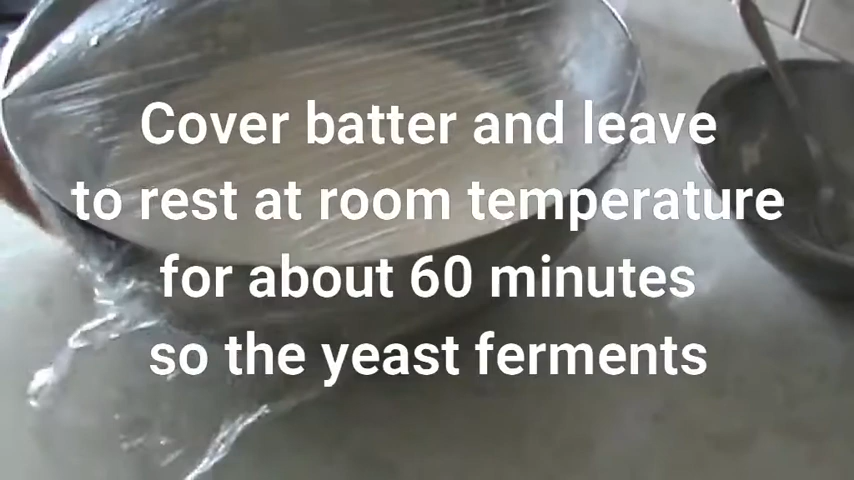 Cover batter and leave
to rest at room temperature
for about 60 minutes
so the yeast ferments